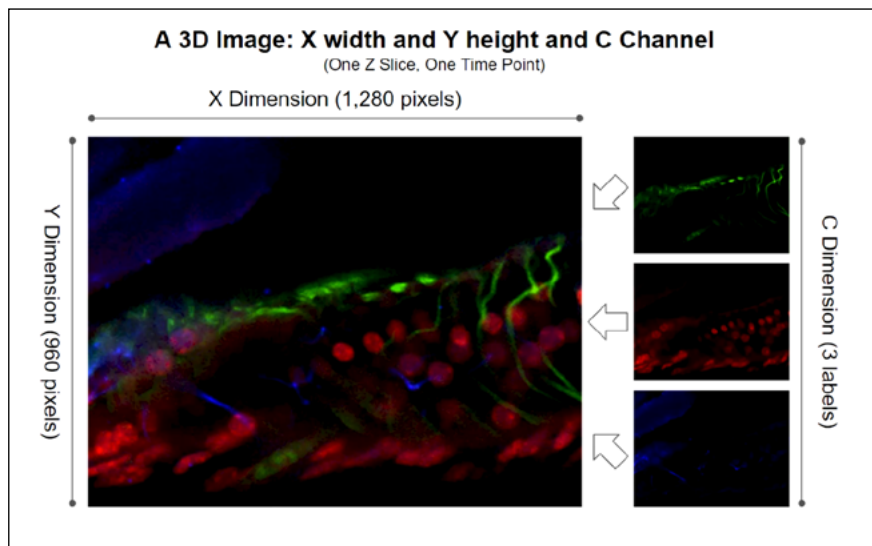 A 3D Image: X width and Y height and C Channel
(One Z Slice, One Time Point)
X Dimension (1,280 pixels)
Y Dimension (960 pixels)
C Dimension (3 labels)